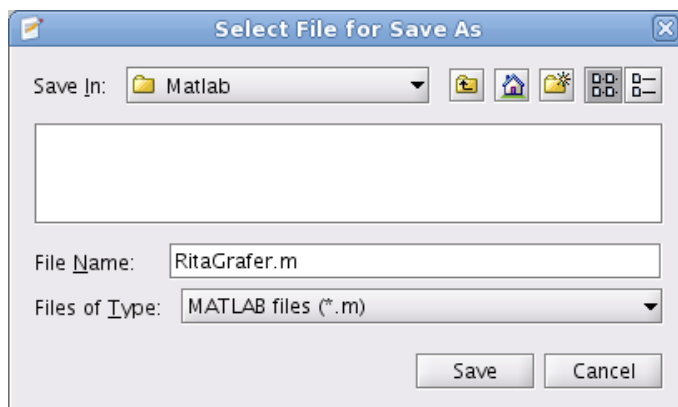 Select File for Save As
Save In: Matlab
File Name: RitaGrafer.m
Files of Type: MATLAB files (*.m)
Save Cancel